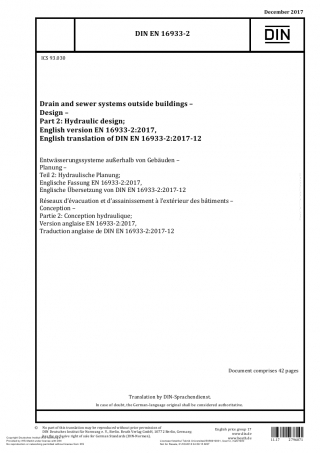 December 2017
DIN EN 16933-2
DIN
ICS 93.030
Drain and sewer systems outside buildings –
Design –
Part 2: Hydraulic design;
English version EN 16933-2:2017,
English translation of DIN EN 16933-2:2017-12
Entwässerungssysteme außerhalb von Gebäuden –
Planung –
Teil 2: Hydraulische Planung;
Englische Fassung EN 16933-2:2017,
Englische Übersetzung von DIN EN 16933-2:2017-12
Réseaux d'évacuation et d'assainissement à l'extérieur des bâtiments –
Conception –
Partie 2: Conception hydraulique;
Version anglaise EN 16933-2:2017,
Traduction anglaise de DIN EN 16933-2:2017-12
Document comprises 42 pages
Translation by DIN-Sprachendienst.
In case of doubt, the German-language original shall be considered authoritative.
No part of this translation may be reproduced without prior permission of
DIN Deutsches Institut für Normung e. V., Berlin. Beuth Verlag GmbH, 10772 Berlin, Germany,
has the exclusive right of sale for German Standards (DIN-Normen).
English price group 17
www.din.de
www.beuth.de